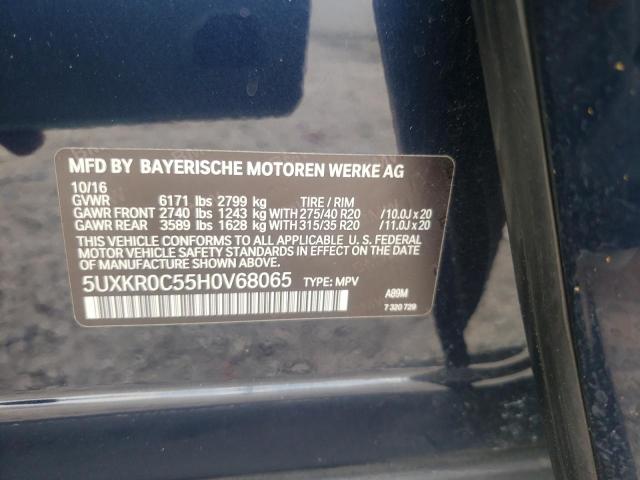 MFD BY BAYERISCHE MOTOREN WERKE AG
10/16
GVWR 6171 lbs 2799 kg TIRE / RIM
GAWR FRONT 2740 lbs 1243 kg WITH 275/40 R20 /10.0J x 20
GAWR REAR 3589 lbs 1628 kg WITH 315/35 R20 /11.0J x 20
THIS VEHICLE CONFORMS TO ALL APPLICABLE U. S. FEDERAL
MOTOR VEHICLE SAFETY STANDARDS IN EFFECT ON THE DATE
OF MANUFACTURE SHOWN ABOVE.
5UXKR0C55H0V68065 TYPE: MPV
A89M
7 320 729